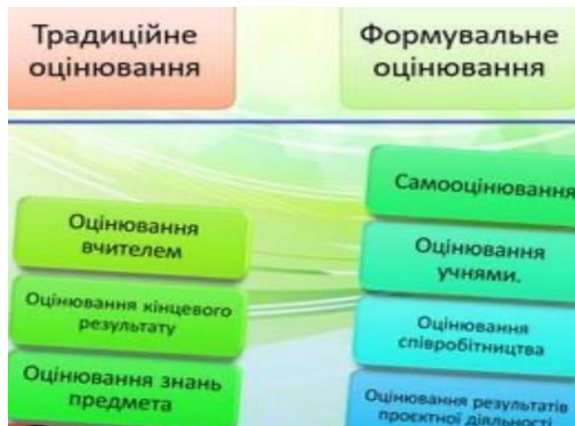 Традиційне
оцінювання
Формувальне
оцінювання
Оцінювання
вчителем
Оцінювання кінцевого
результату
Оцінювання знань
предмета
Самооцінювання
Оцінювання
учнями.
Оцінювання
співробітництва
Оцінювання результатів
проєктної діяльності